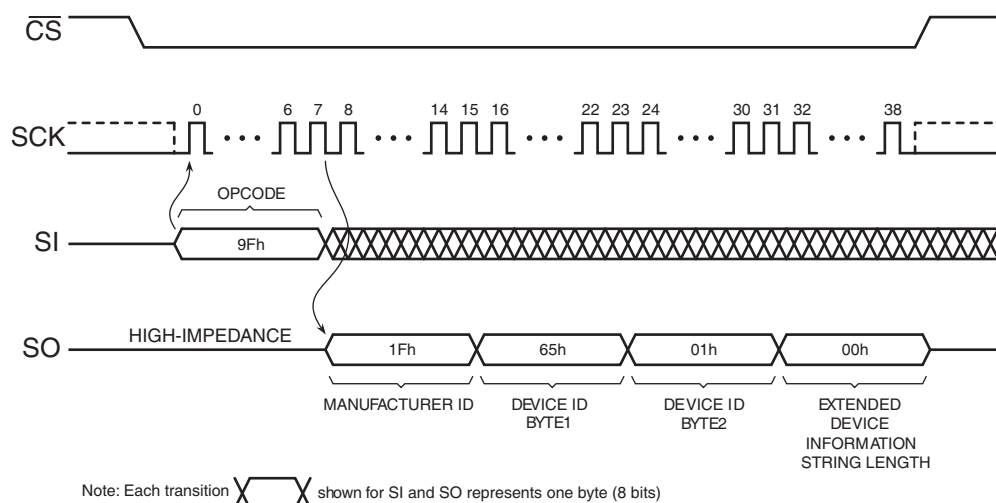 CS
SCK
0 6 7 8 14 15 16 22 23 24 30 31 32 38
OPCODE
SI
9Fh
HIGH-IMPEDANCE
SO
1Fh 65h 01h 00h
MANUFACTURER ID
DEVICE ID
BYTE1
DEVICE ID
BYTE2
EXTENDED
DEVICE
INFORMATION
STRING LENGTH
Note: Each transition shown for SI and SO represents one byte (8 bits)